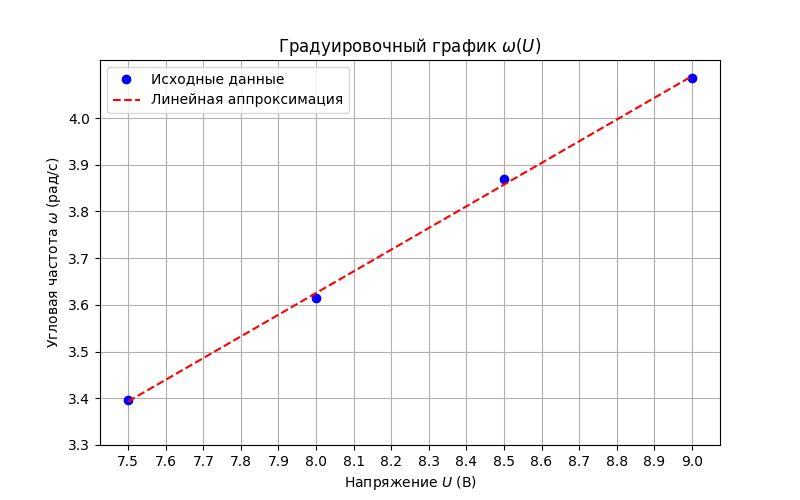 Градуировочный график ω(U)
Исходные данные
Линейная аппроксимация
Угловая частота ω (рад/с)
4.0
3.9
3.8
3.7
3.6
3.5
3.4
3.3
7.5 7.6 7.7 7.8 7.9 8.0 8.1 8.2 8.3 8.4 8.5 8.6 8.7 8.8 8.9 9.0
Напряжение U (В)